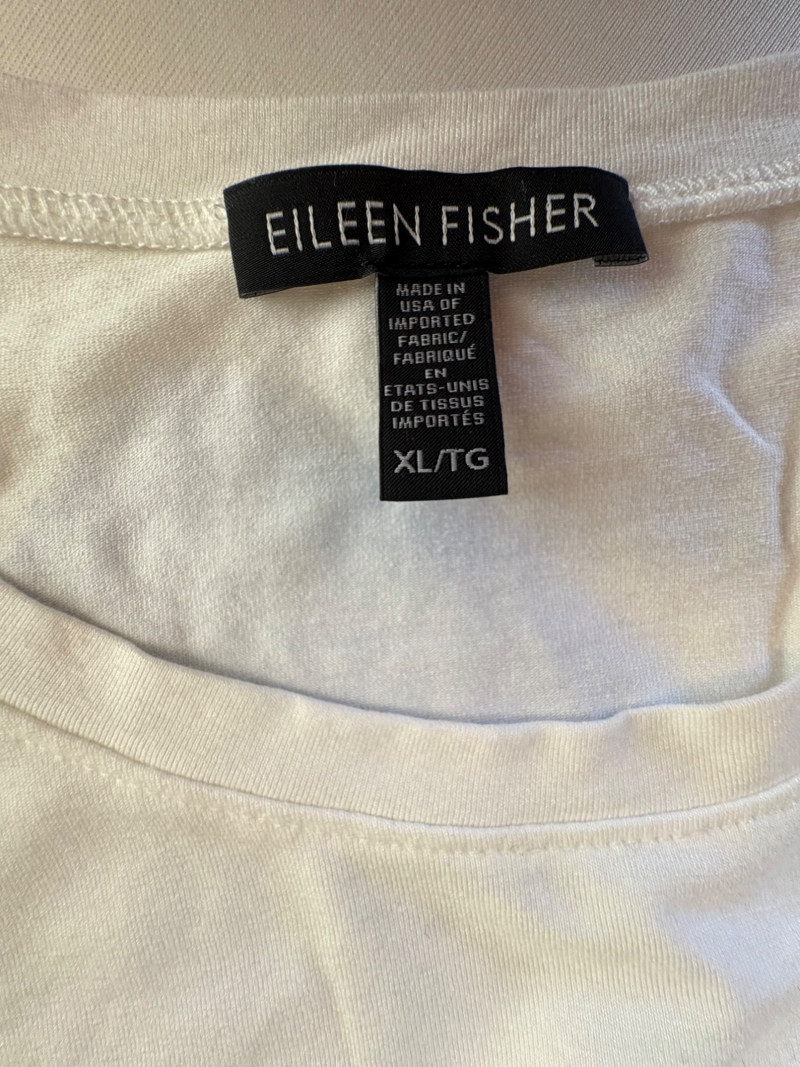 EILEEN FISHER
MADE IN
USA OF
IMPORTED
FABRIC/
FABRIQUÉ
EN
ETATS-UNIS
DE TISSUS
IMPORTÉS
XL/TG